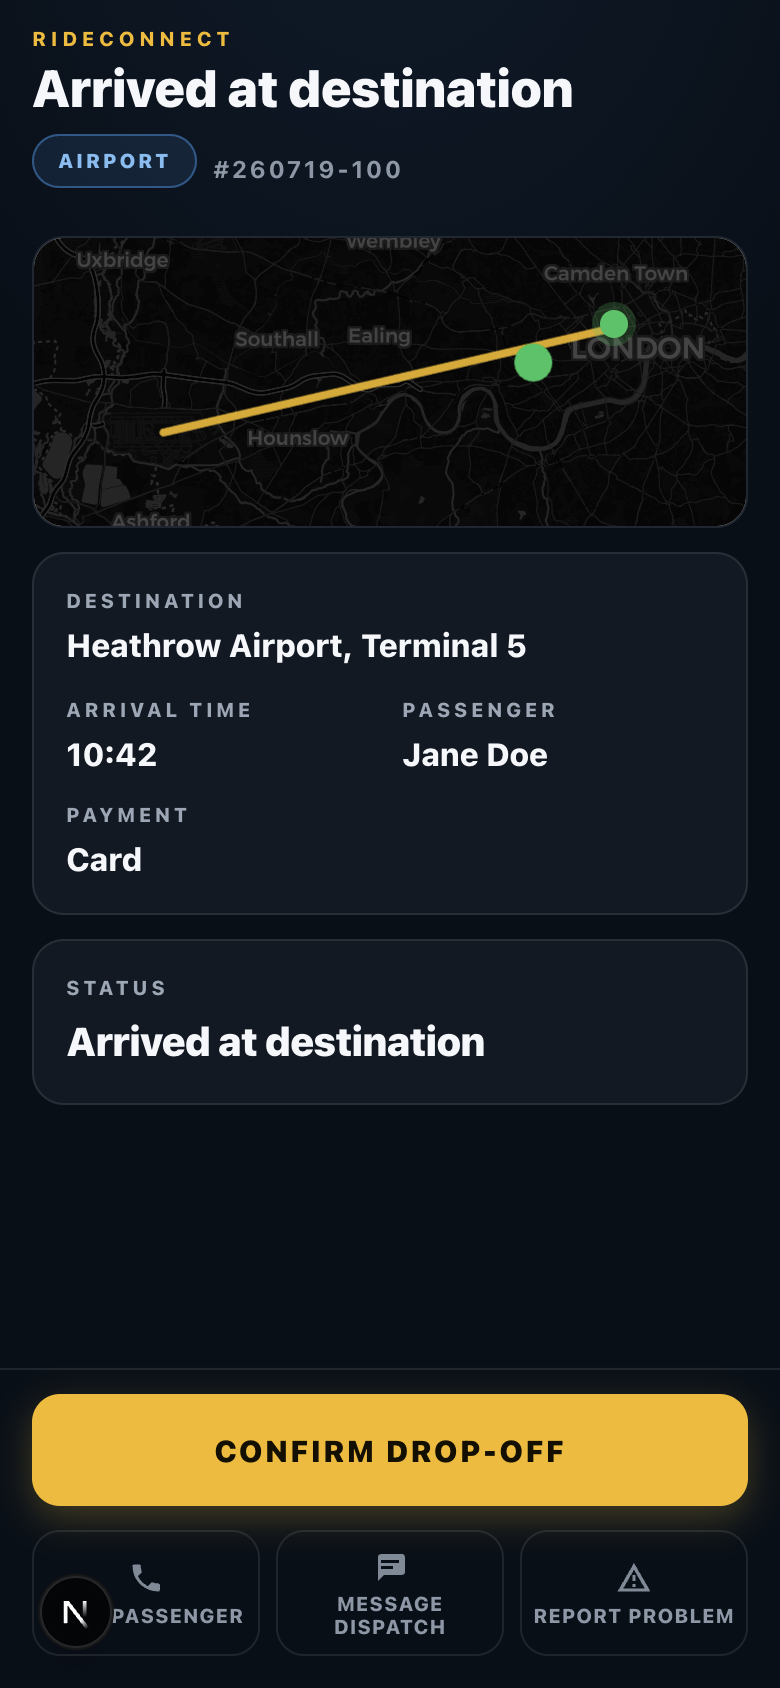 RIDECONNECT
Arrived at destination
AIRPORT
#260719-100
Wembley
Uxbridge
Camden Town
Southall
Ealing
LONDON
Hounslow
Ashford
DESTINATION
Heathrow Airport, Terminal 5
ARRIVAL TIME
PASSENGER
10:42
Jane Doe
PAYMENT
Card
STATUS
Arrived at destination
CONFIRM DROP-OFF
N
PASSENGER
MESSAGE
DISPATCH
REPORT PROBLEM